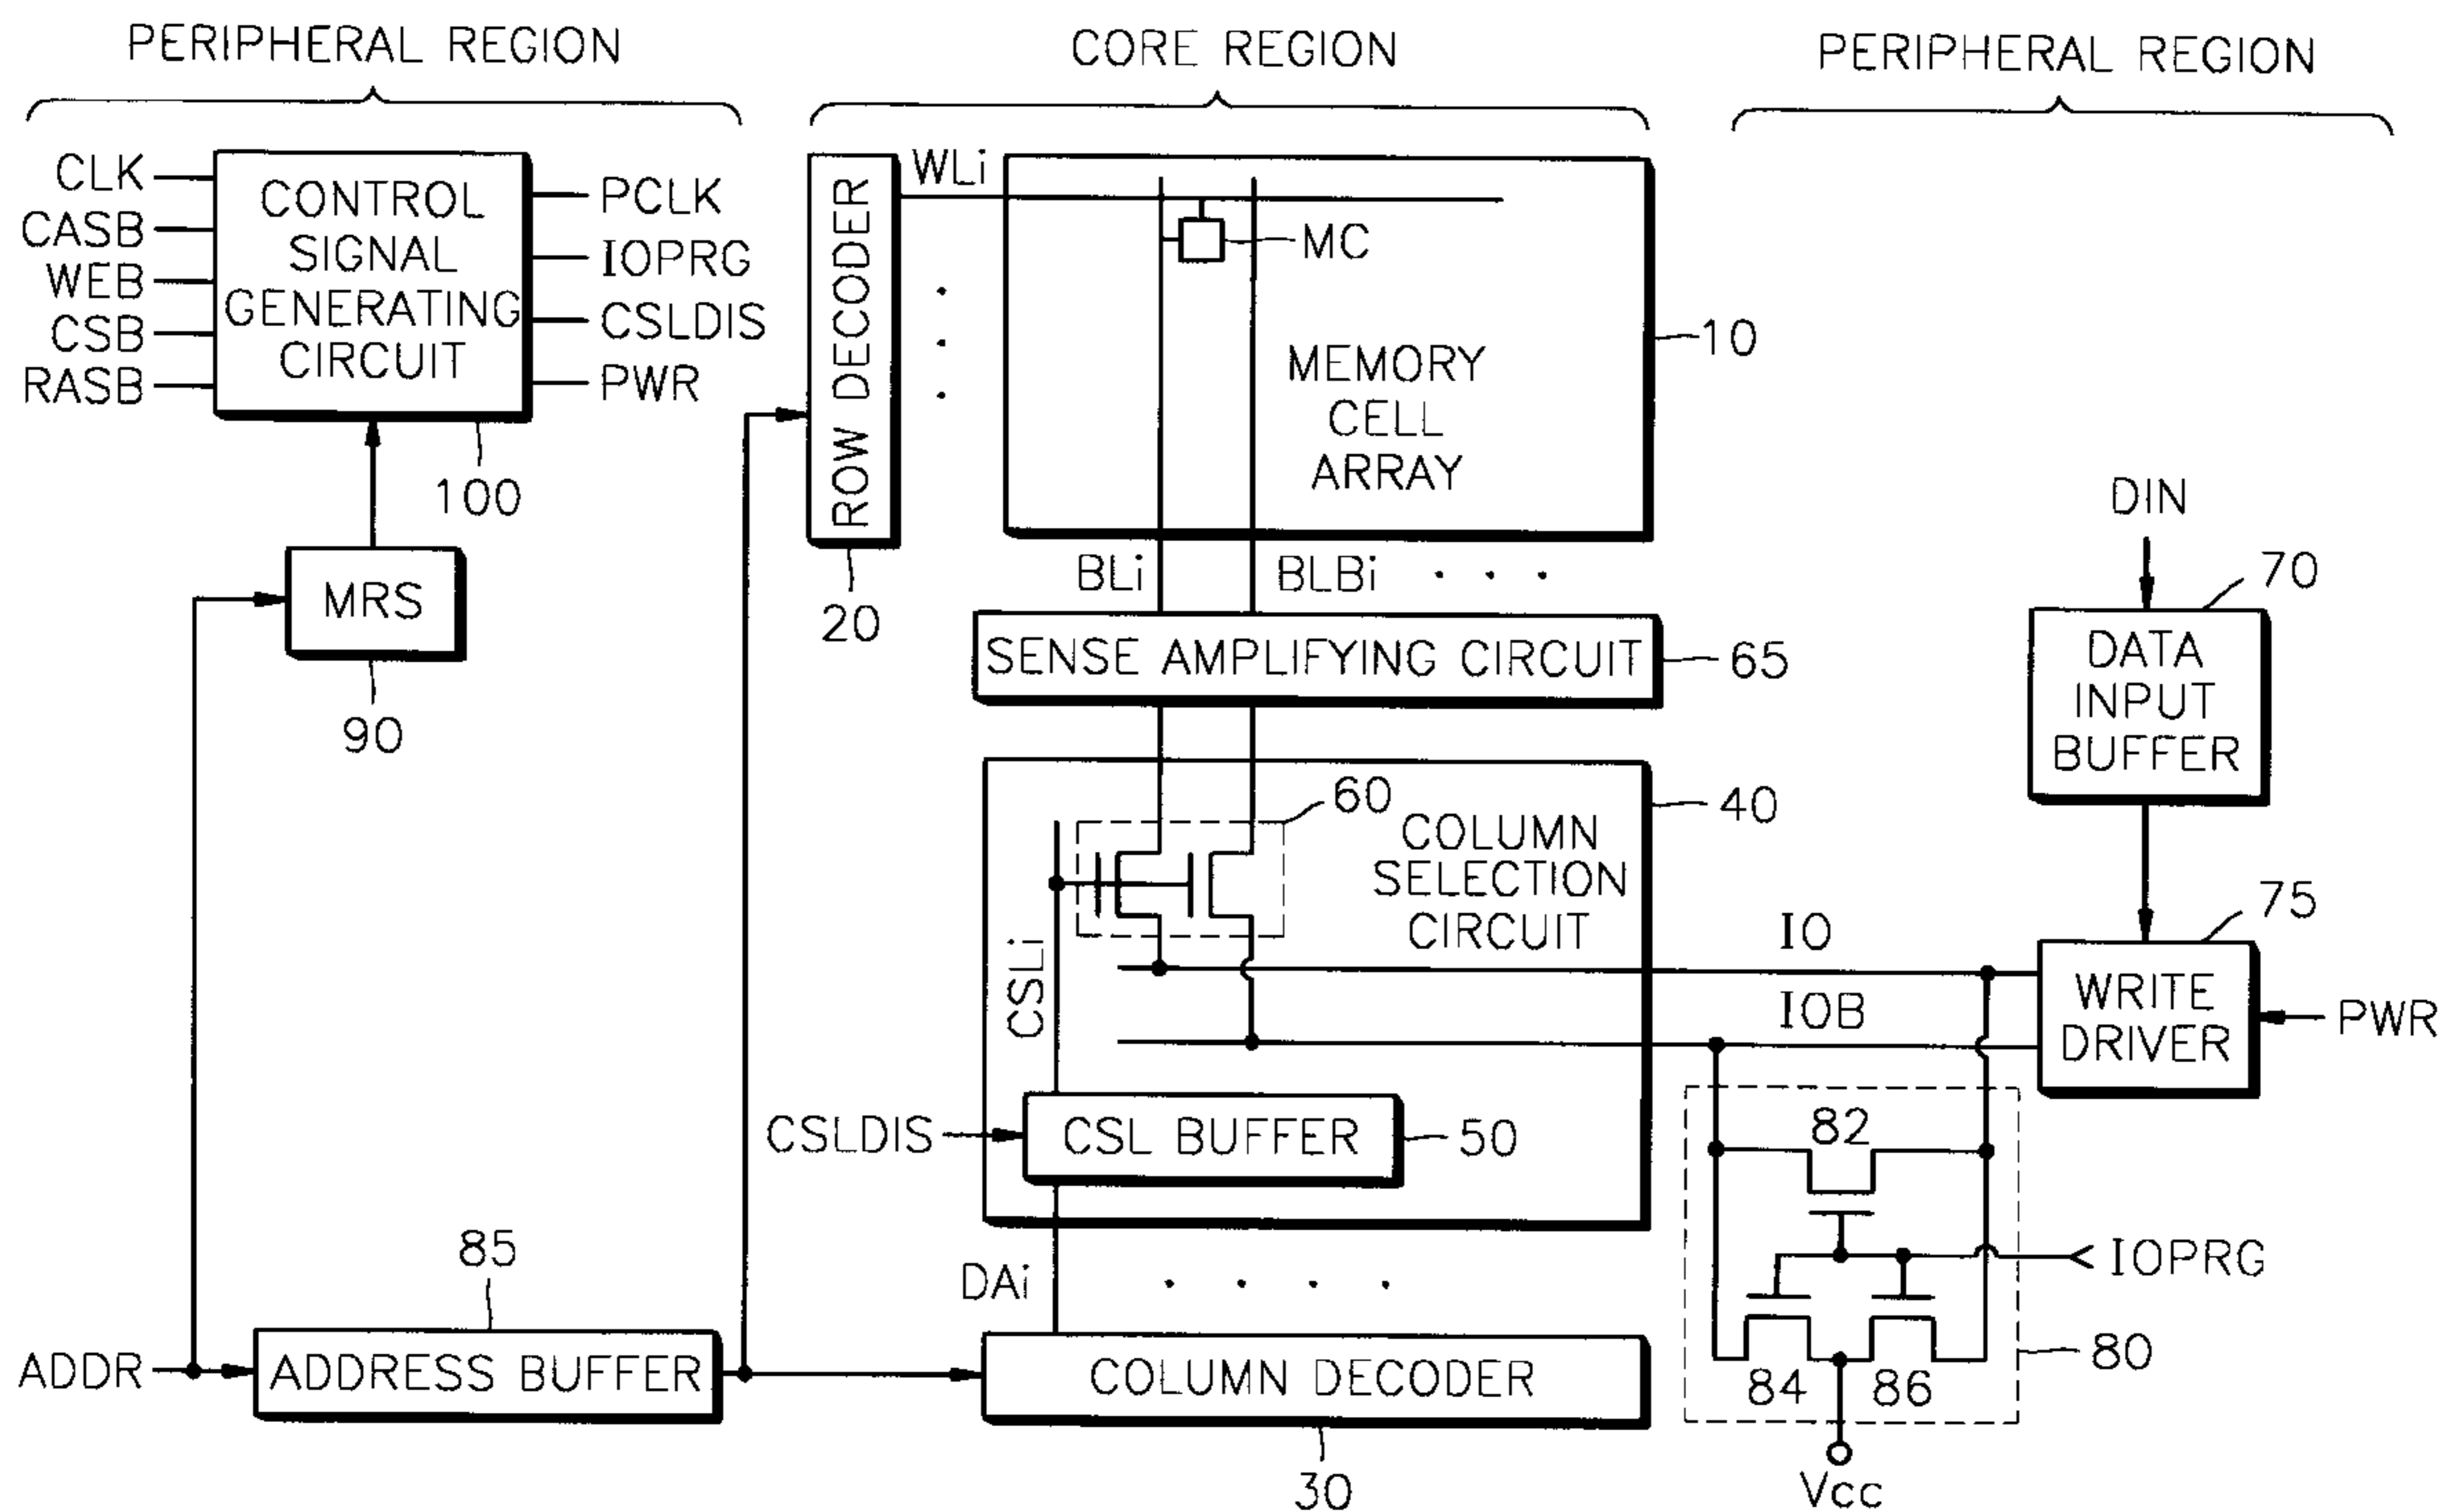 PERIPHERAL REGION
CORE REGION
PERIPHERAL REGION
CLK
CASB
WEB
CSB
RASB
CONTROL
SIGNAL
GENERATING
CIRCUIT
PCLK
IOPRG
CSLDIS
PWR
100
MRS
90
ROW DECODER
20
WLi
MC
MEMORY
CELL
ARRAY
10
BLi
BLBi . . .
SENSE AMPLIFYING CIRCUIT
65
60
COLUMN
SELECTION
CIRCUIT
40
CSLi
IO
IOB
CSLDIS
CSL BUFFER
50
DAi . . . .
COLUMN DECODER
30
ADDR
ADDRESS BUFFER
85
DIN
70
DATA
INPUT
BUFFER
75
WRITE
DRIVER
PWR
82
IOPRG
84
86
80
Vcc